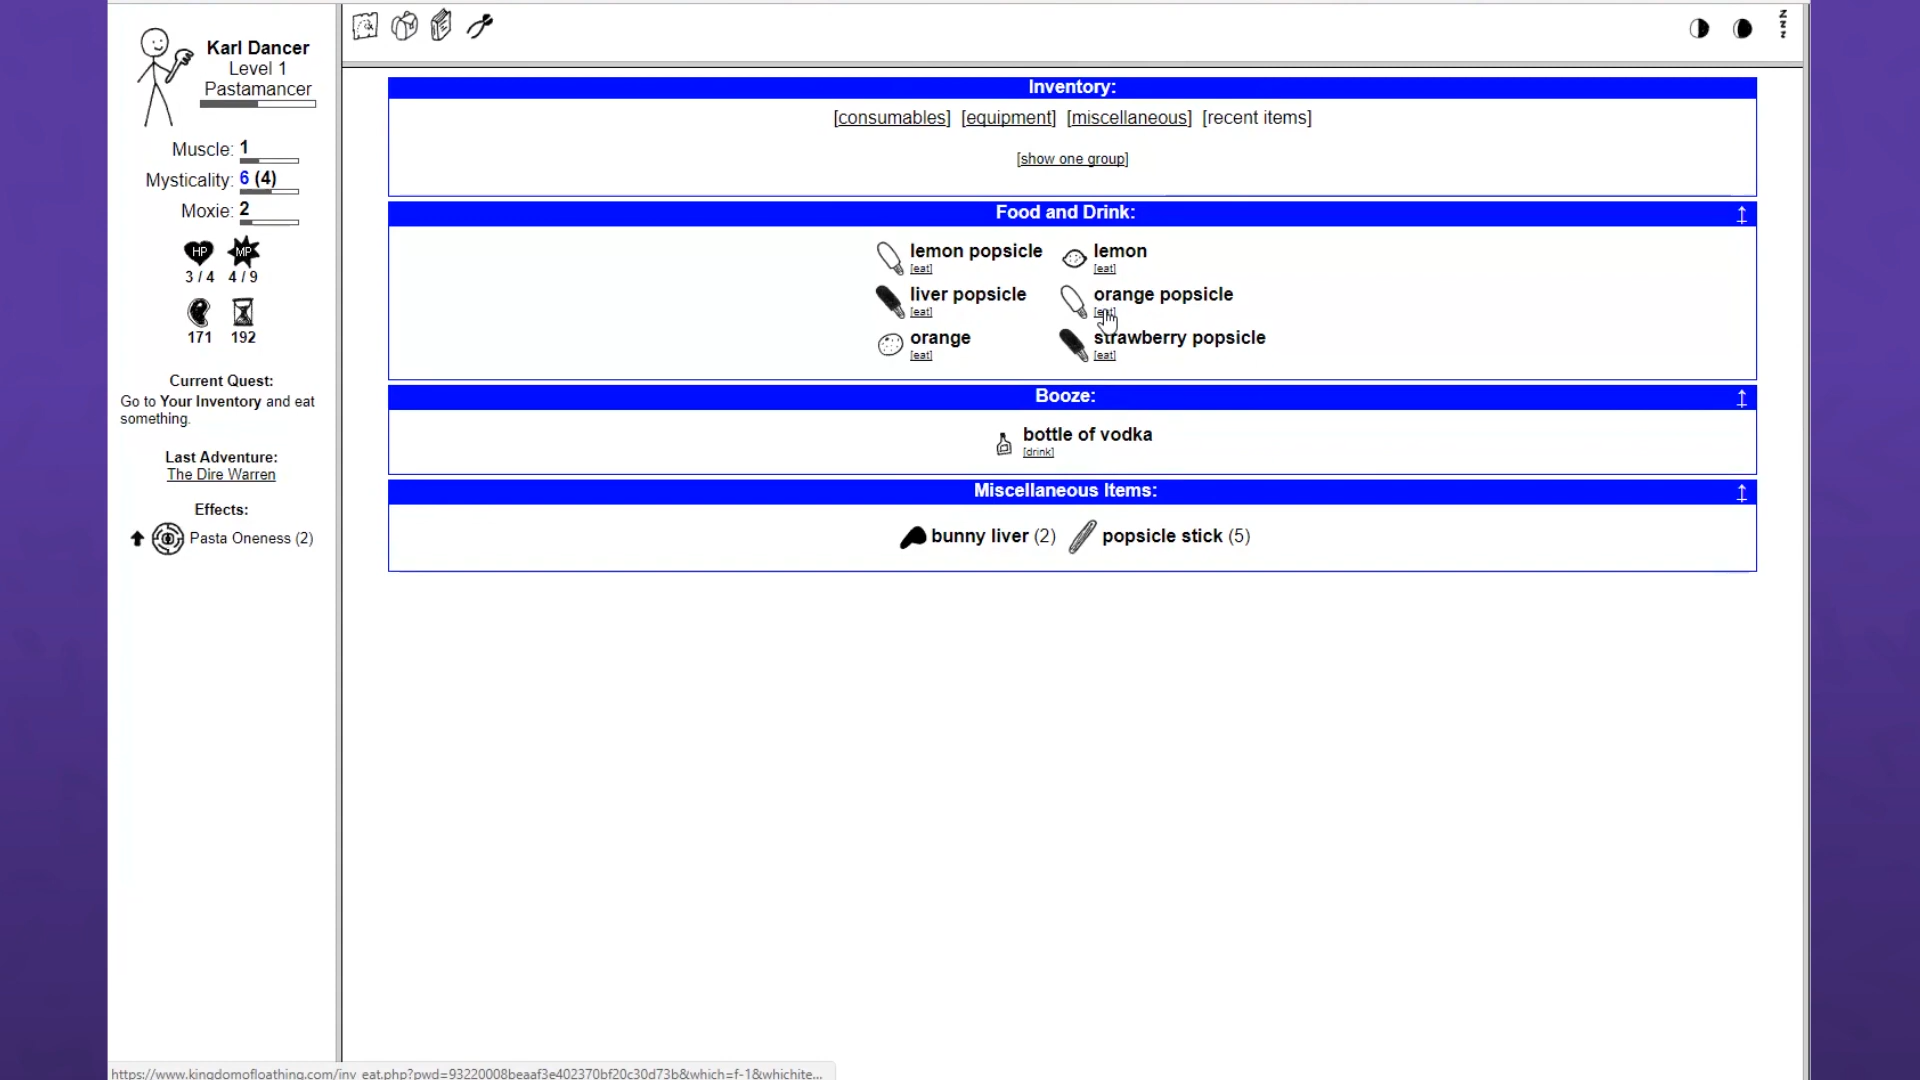 Karl Dancer
Level 1
Pastamancer
Muscle: 1
Mysticality: 6 (4)
Moxie: 2
HP MP
3 / 4 4 / 9
171 192
Current Quest:
Go to Your Inventory and eat
something.
Last Adventure:
The Dire Warren
Effects:
Pasta Oneness (2)
z z z
Inventory:
[consumables] [equipment] [miscellaneous] [recent items]
[show one group]
Food and Drink:
lemon popsicle lemon
[eat] [eat]
liver popsicle orange popsicle
[eat] [eat]
orange strawberry popsicle
[eat] [eat]
Booze:
bottle of vodka
[drink]
Miscellaneous Items:
bunny liver (2) popsicle stick (5)
https://www.kingdomofloathing.com/inv_eat.php?pwd=93220008beaaf3e402370bf20c30d73b&which=f-1&whichite...